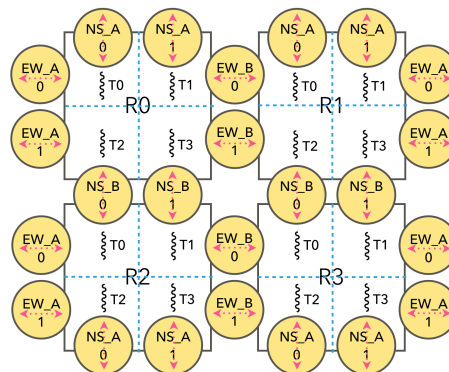 NS_A 0 NS_A 1 NS_A 0 NS_A 1
EW_A 0 T0 T1 EW_B 0 T0 T1 EW_A 0
R0 R1
EW_A 1 T2 T3 EW_B 1 T2 T3 EW_A 1
NS_B 0 NS_B 1 NS_B 0 NS_B 1
EW_A 0 T0 T1 EW_B 0 T0 T1 EW_A 0
R2 R3
EW_A 1 T2 T3 EW_B 1 T2 T3 EW_A 1
NS_A 0 NS_A 1 NS_A 0 NS_A 1